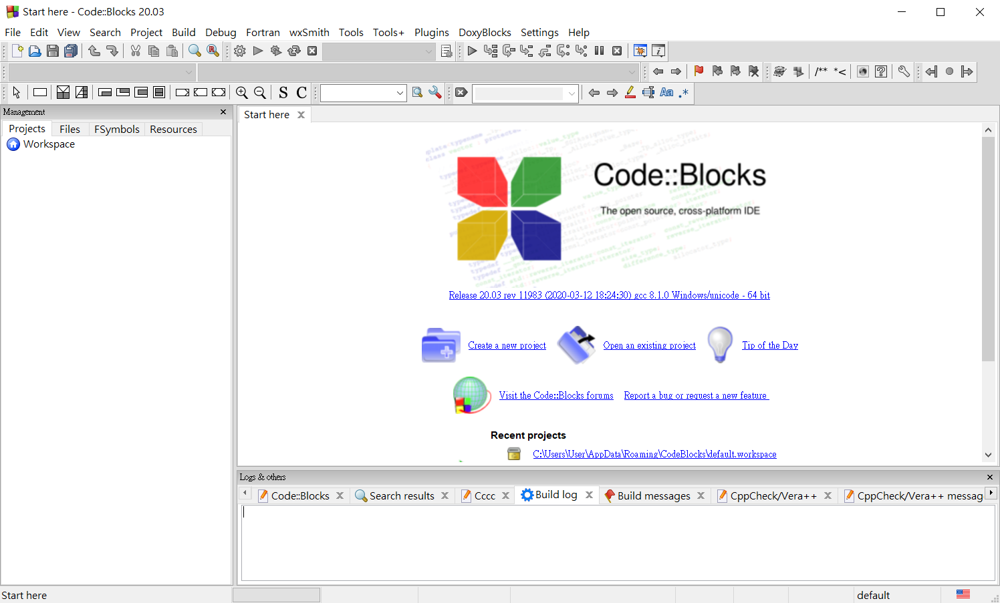 Start here - Code::Blocks 20.03
File Edit View Search Project Build Debug Fortran wxSmith Tools Tools+ Plugins DoxyBlocks Settings Help
/** *<
S C
Aa .*
Management
Projects Files FSymbols Resources
Workspace
Start here
Code::Blocks
The open source, cross-platform IDE
Release 20.03 rev 11983 (2020-03-12 18:24:30) gcc 8.1.0 Windows/unicode - 64 bit
Create a new project Open an existing project Tip of the Day
Visit the Code::Blocks forums Report a bug or request a new feature
Recent projects
C:\Users\User\AppData\Roaming\CodeBlocks\default.workspace
Logs & others
Code::Blocks Search results Cccc Build log Build messages CppCheck/Vera++ CppCheck/Vera++ messag
Start here default